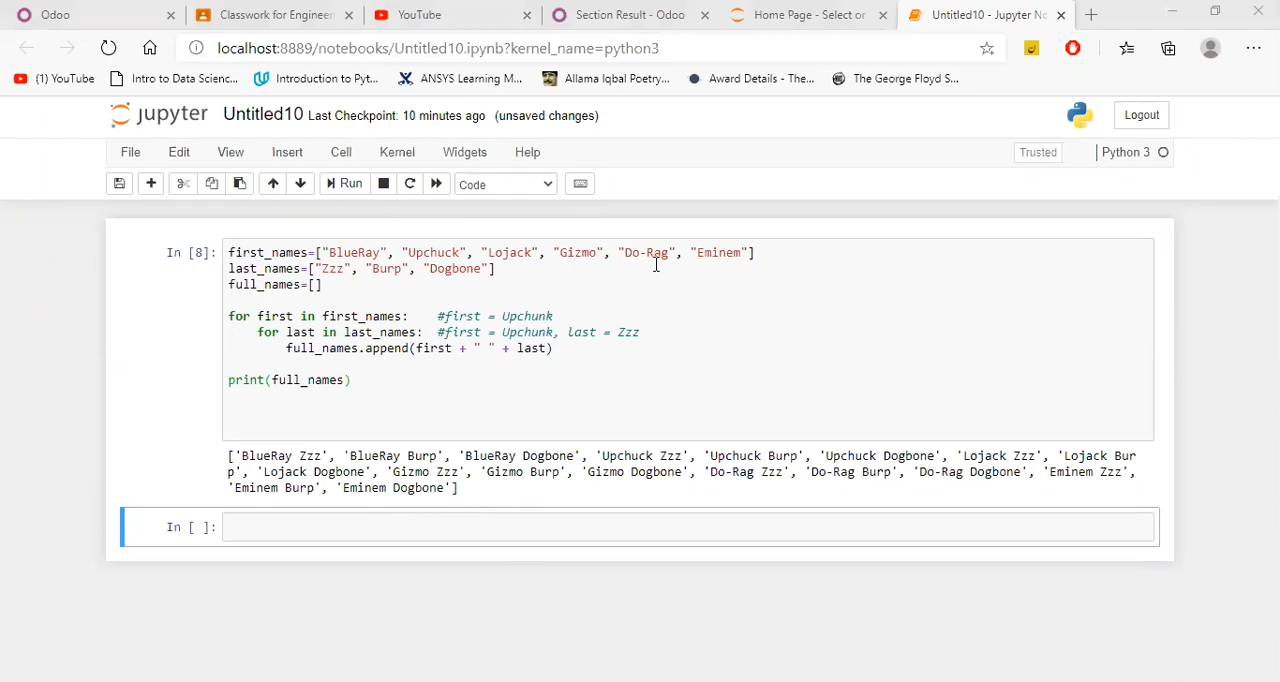 Odoo
Classwork for Engineer
YouTube
Section Result - Odoo
Home Page - Select or
Untitled10 - Jupyter No
localhost:8889/notebooks/Untitled10.ipynb?kernel_name=python3
(1) YouTube
Intro to Data Scienc...
Introduction to Pyt...
ANSYS Learning M...
Allama Iqbal Poetry...
Award Details - The...
The George Floyd S...
jupyter Untitled10 Last Checkpoint: 10 minutes ago (unsaved changes)
Logout
File Edit View Insert Cell Kernel Widgets Help
Trusted
Python 3
Run
Code
In [8]:
first_names=["BlueRay", "Upchuck", "Lojack", "Gizmo", "Do-Rag", "Eminem"]
last_names=["Zzz", "Burp", "Dogbone"]
full_names=[]
for first in first_names:    #first = Upchunk
    for last in last_names:  #first = Upchunk, last = Zzz
        full_names.append(first + " " + last)
print(full_names)
['BlueRay Zzz', 'BlueRay Burp', 'BlueRay Dogbone', 'Upchuck Zzz', 'Upchuck Burp', 'Upchuck Dogbone', 'Lojack Zzz', 'Lojack Bur
p', 'Lojack Dogbone', 'Gizmo Zzz', 'Gizmo Burp', 'Gizmo Dogbone', 'Do-Rag Zzz', 'Do-Rag Burp', 'Do-Rag Dogbone', 'Eminem Zzz',
'Eminem Burp', 'Eminem Dogbone']
In [ ]: